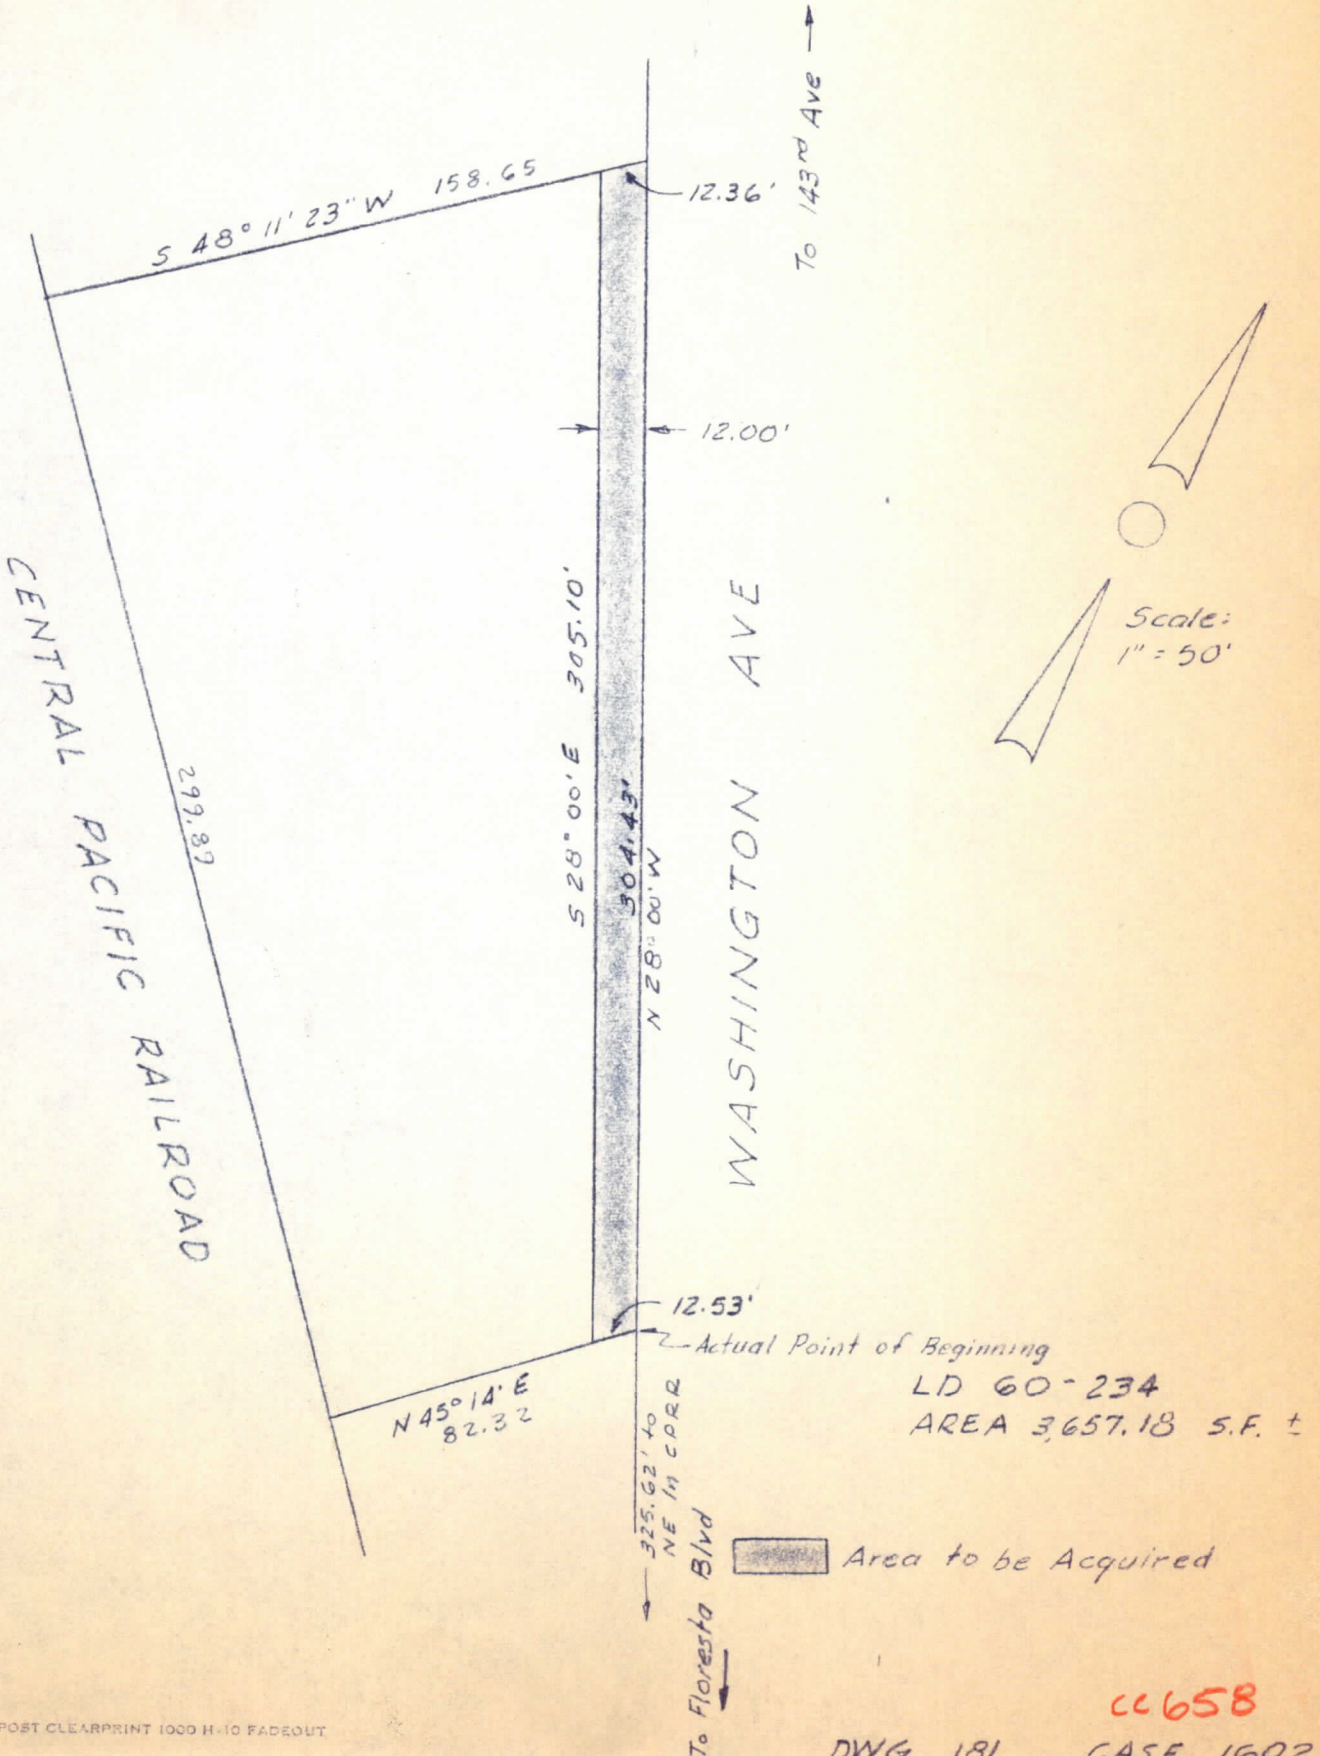 To 143rd Ave
S 48° 11' 23" W 158.65
12.36'
12.00'
Scale:
1" = 50'
CENTRAL PACIFIC RAILROAD
299.89
S 28° 00' E 305.10'
304.43'
N 28° 00' W
WASHINGTON AVE
12.53'
Actual Point of Beginning
LD 60-234
AREA 3,657.18 S.F. ±
N 45° 14' E
82.32
325.62' to
NE ln CPRR
To Floresta Blvd
Area to be Acquired
CC658
POST CLEARPRINT 1000 H-10 FADEOUT
DWG 181 CASE